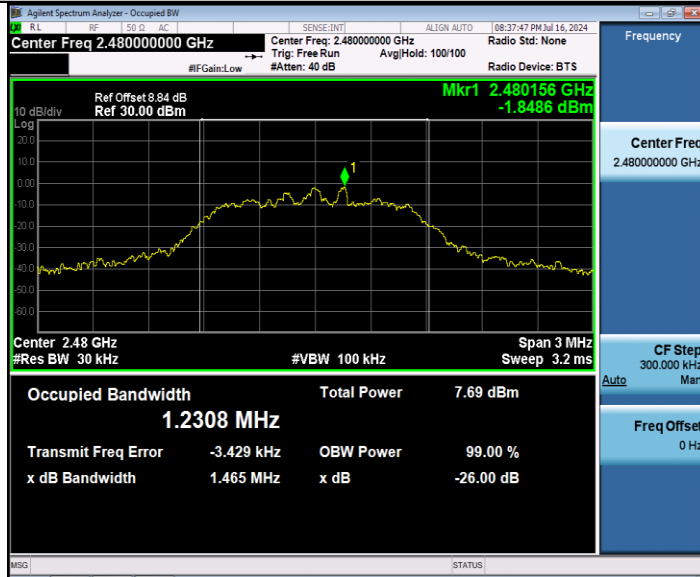 Agilent Spectrum Analyzer - Occupied BW
RL RF 50 Ω AC SENSE:INT ALIGN AUTO 08:37:47 PM Jul 16, 2024
Center Freq 2.480000000 GHz
Center Freq: 2.480000000 GHz
Trig: Free Run Avg|Hold: 100/100
#IFGain:Low #Atten: 40 dB
Radio Std: None
Radio Device: BTS
Frequency
Ref Offset 8.84 dB
10 dB/div Ref 30.00 dBm
Log
Mkr1 2.480156 GHz
-1.8486 dBm
20.0
10.0
0.00
-10.0
-20.0
-30.0
-40.0
-50.0
-60.0
1
Center 2.48 GHz Span 3 MHz
#Res BW 30 kHz #VBW 100 kHz Sweep 3.2 ms
Occupied Bandwidth Total Power 7.69 dBm
1.2308 MHz
Transmit Freq Error -3.429 kHz OBW Power 99.00 %
x dB Bandwidth 1.465 MHz x dB -26.00 dB
Center Freq
2.480000000 GHz
CF Step
300.000 kHz
Auto Man
Freq Offset
0 Hz
MSG STATUS